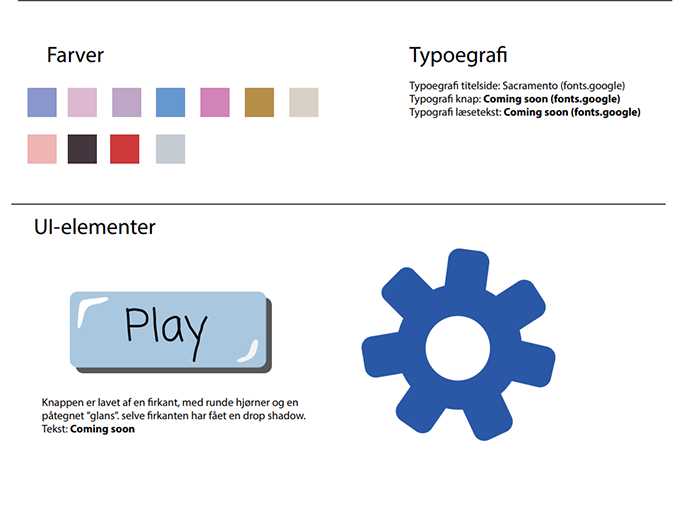 Farver
Typoegrafi
Typoegrafi titelside: Sacramento (fonts.google)
Typografi knap: Coming soon (fonts.google)
Typografi læsetekst: Coming soon (fonts.google)
UI-elementer
Play
Knappen er lavet af en firkant, med runde hjørner og en
påtegnet "glans". selve firkanten har fået en drop shadow.
Tekst: Coming soon